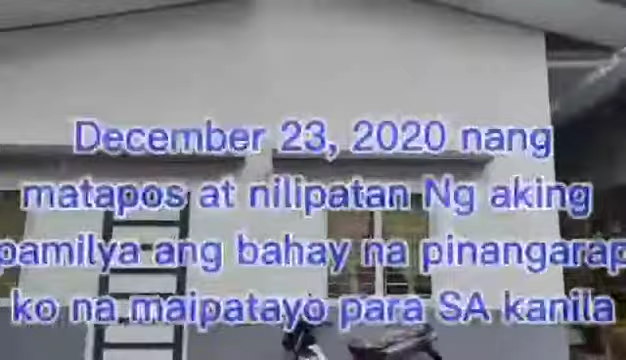 December 23, 2020 nang
matapos at nilipatan Ng aking
pamilya ang bahay na pinangarap
ko na maipatayo para SA kanila